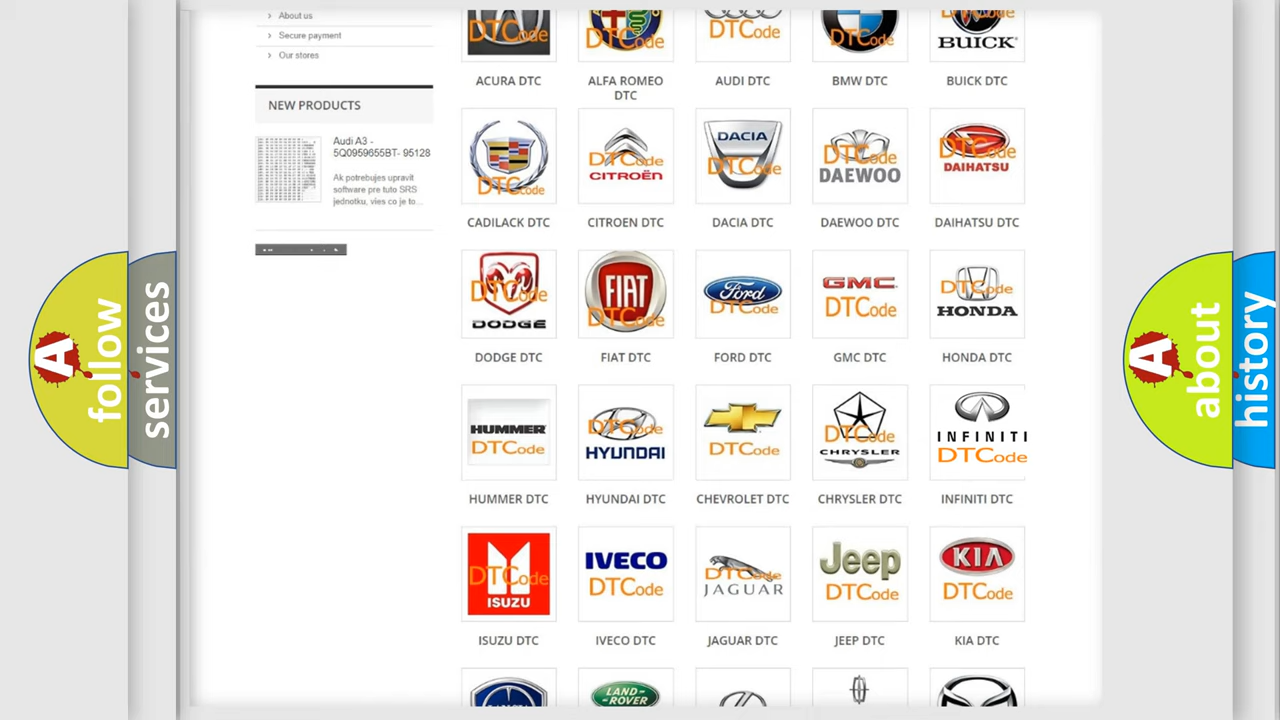 About us
Secure payment
Our stores
NEW PRODUCTS
Audi A3 -
5Q0959655BT- 95128
Ak potrebujes upravit
software pre tuto SRS
jednotku, vies co je to...
DTCode DTCode DTCode DTCode BUICK
ACURA DTC ALFA ROMEO DTC AUDI DTC BMW DTC BUICK DTC
DTCode
DTCode CITROËN
DACIA DTCode
DTCode DAEWOO
DTCode DAIHATSU
CADILACK DTC CITROEN DTC DACIA DTC DAEWOO DTC DAIHATSU DTC
DTCode DODGE
FIAT DTCode
Ford DTCode
GMC DTCode
DTCode HONDA
DODGE DTC FIAT DTC FORD DTC GMC DTC HONDA DTC
HUMMER DTCode
DTCode HYUNDAI
DTCode
DTCode CHRYSLER
INFINITI DTCode
HUMMER DTC HYUNDAI DTC CHEVROLET DTC CHRYSLER DTC INFINITI DTC
DTCode ISUZU
IVECO DTCode
DTCode JAGUAR
Jeep DTCode
KIA DTCode
ISUZU DTC IVECO DTC JAGUAR DTC JEEP DTC KIA DTC
LAND-
ROVER
A follow
services
A about
history